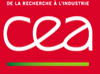 DE LA RECHERCHE À L'INDUSTRIE
cea